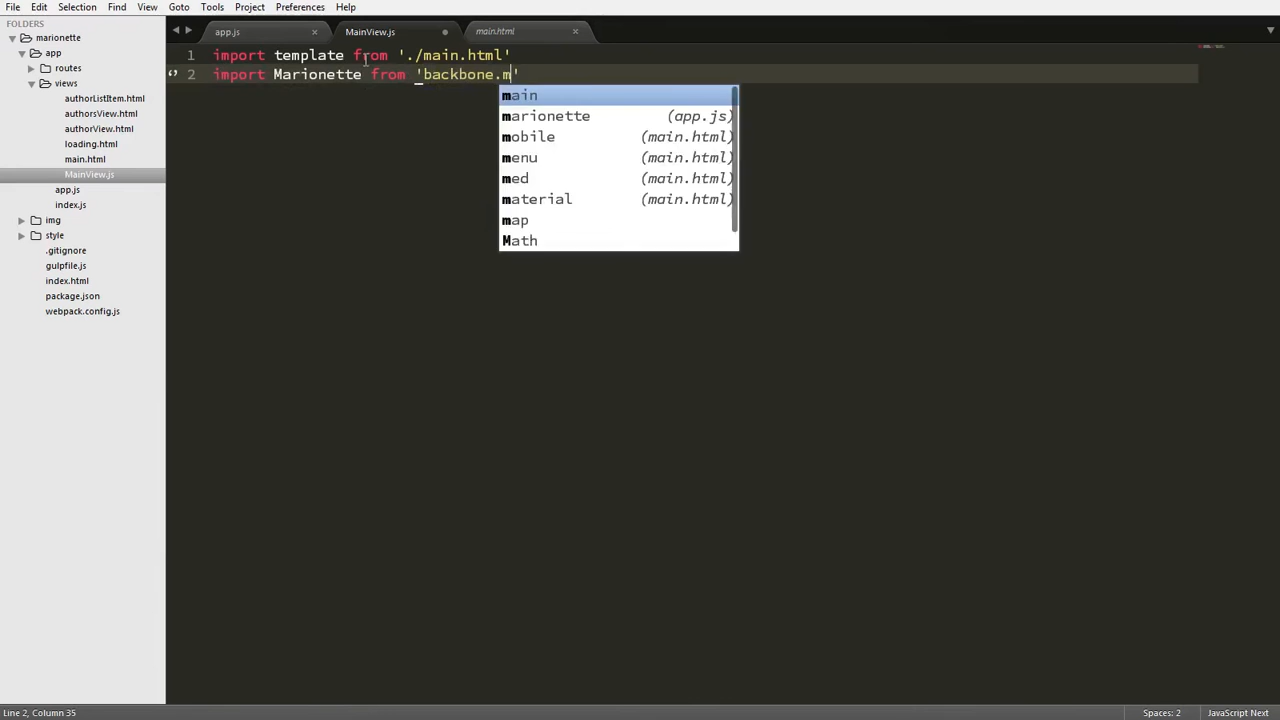 File Edit Selection Find View Goto Tools Project Preferences Help
FOLDERS
marionette
app
routes
views
authorListItem.html
authorsView.html
authorView.html
loading.html
main.html
MainView.js
app.js
index.js
img
style
.gitignore
gulpfile.js
index.html
package.json
webpack.config.js
app.js × MainView.js main.html ×
1 import template from './main.html'
2 import Marionette from 'backbone.m'
main
marionette (app.js)
mobile (main.html)
menu (main.html)
med (main.html)
material (main.html)
map
Math
Line 2, Column 35 Spaces: 2 JavaScript Next